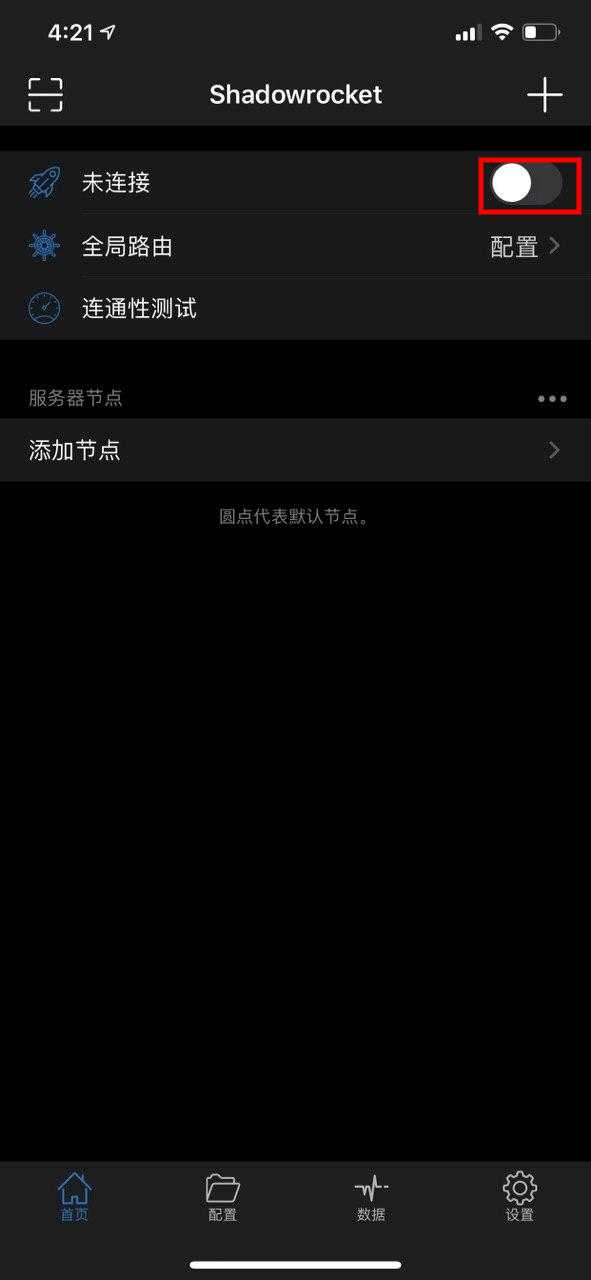 4:21
Shadowrocket
未连接
全局路由 配置
连通性测试
服务器节点
添加节点
圆点代表默认节点。
首页 配置 数据 设置